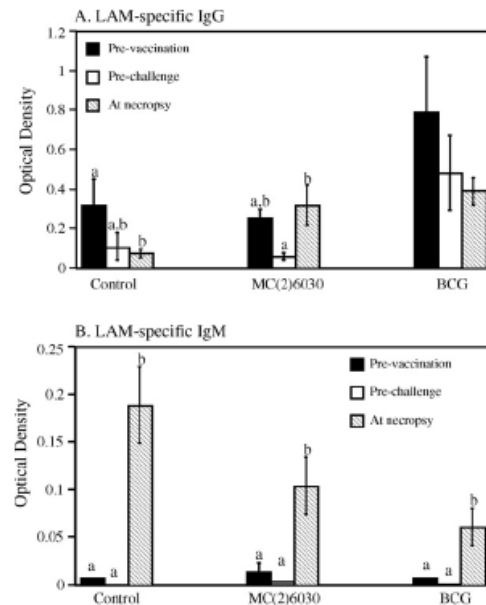 A. LAM-specific IgG
1.2
1
0.8
0.6
0.4
0.2
0
Optical Density
Pre-vaccination
Pre-challenge
At necropsy
a
a,b
b
a,b
a
b
Control
MC(2)6030
BCG
B. LAM-specific IgM
0.25
0.2
0.15
0.1
0.05
0
Optical Density
Pre-vaccination
Pre-challenge
At necropsy
a
a
b
a
a
b
a
a
b
Control
MC(2)6030
BCG